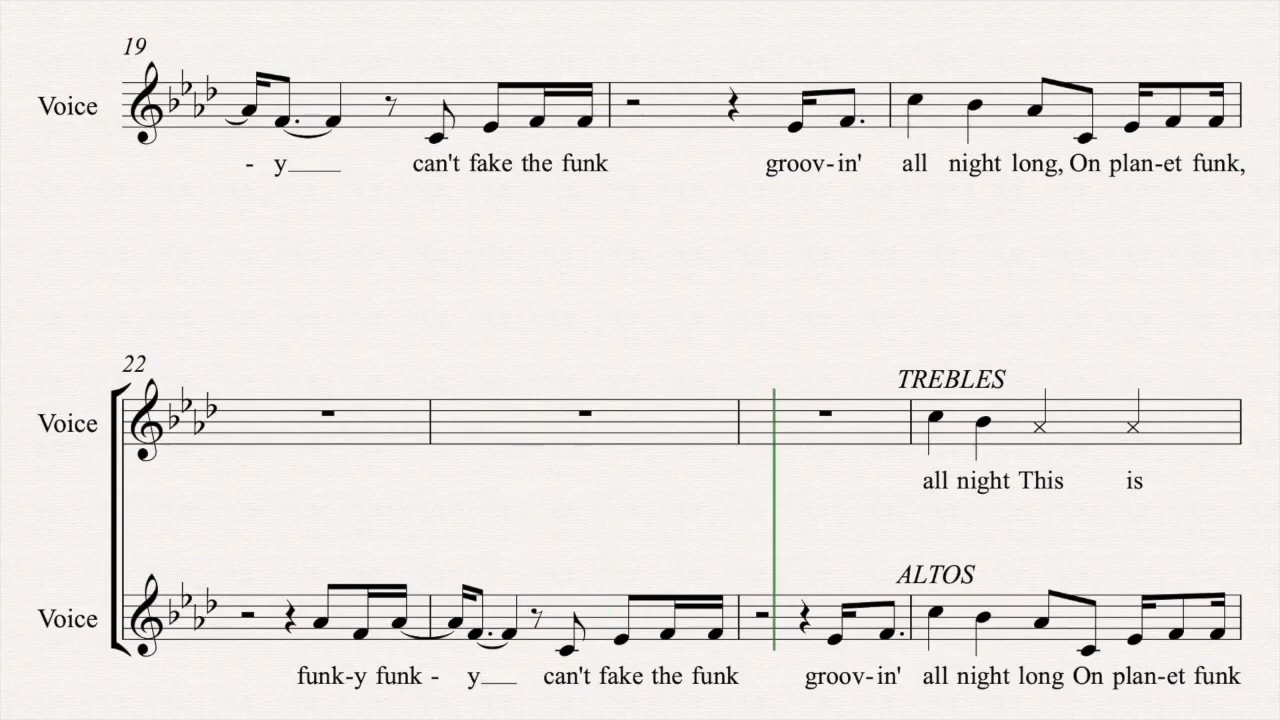 19
Voice
- y can't fake the funk groov-in' all night long, On plan-et funk,
22
TREBLES
Voice
all night This is
ALTOS
Voice
funk-y funk - y can't fake the funk groov-in' all night long On plan-et funk